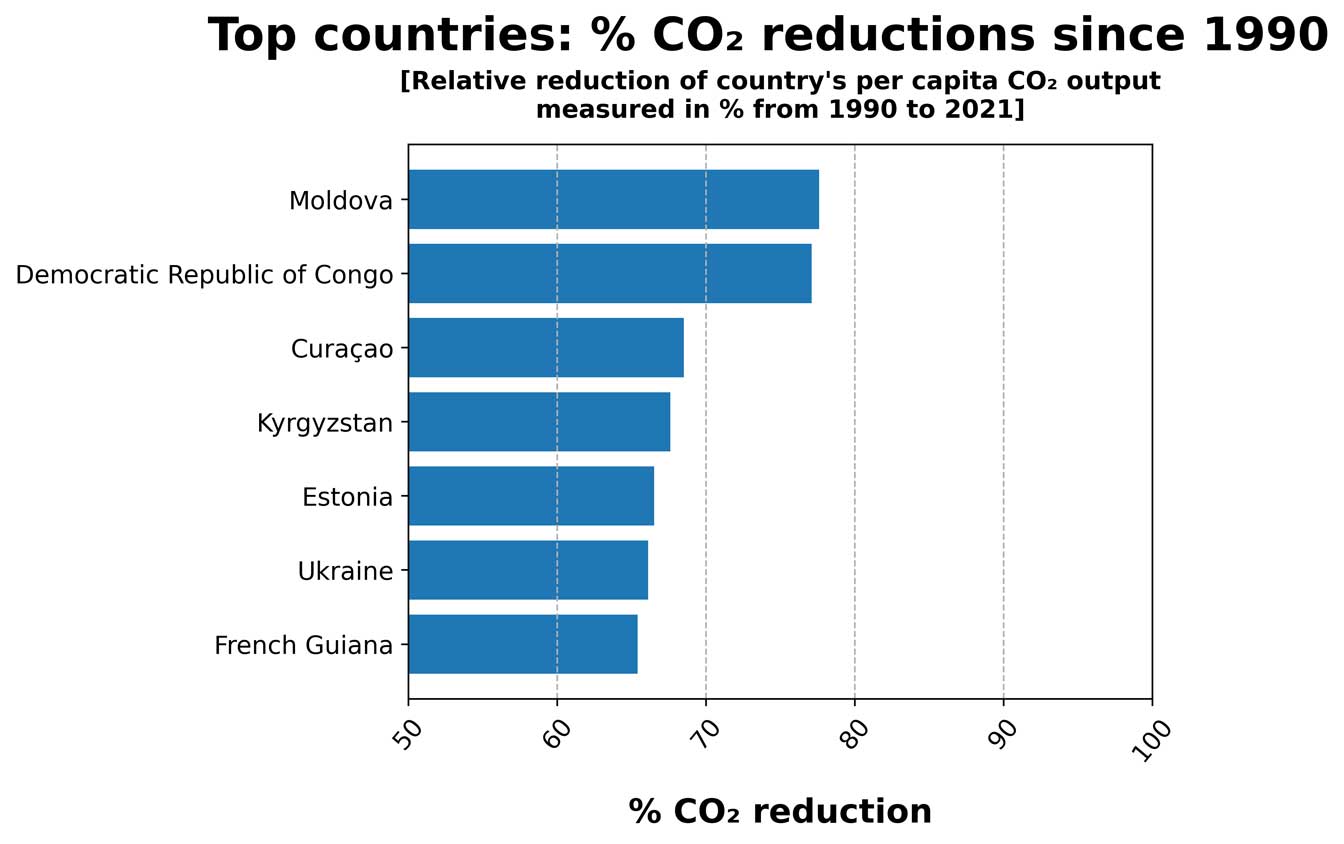 Top countries: % CO₂ reductions since 1990
[Relative reduction of country's per capita CO₂ output
measured in % from 1990 to 2021]
Moldova
Democratic Republic of Congo
Curaçao
Kyrgyzstan
Estonia
Ukraine
French Guiana
50
60
70
80
90
100
% CO₂ reduction